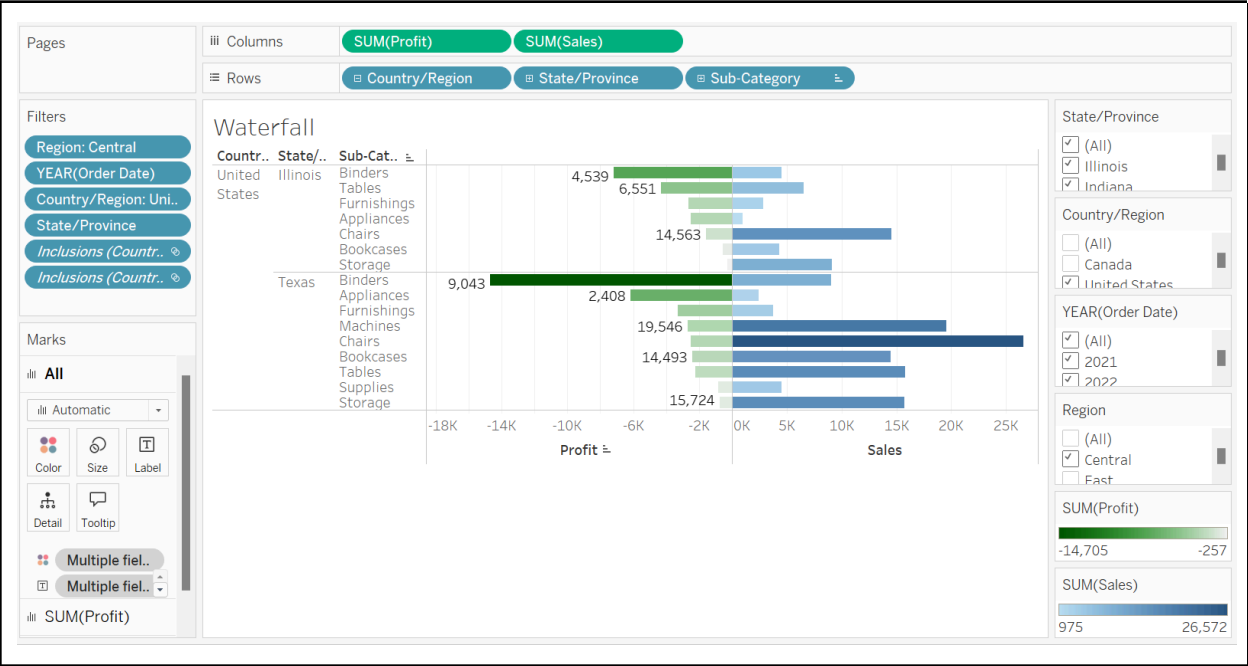 Pages
Columns
SUM(Profit)
SUM(Sales)
Rows
Country/Region
State/Province
Sub-Category
Filters
Region: Central
YEAR(Order Date)
Country/Region: Uni..
State/Province
Inclusions (Countr..
Inclusions (Countr..
Marks
All
Automatic
Color
Size
Label
Detail
Tooltip
Multiple fiel..
Multiple fiel..
SUM(Profit)
Waterfall
Countr.. State/.. Sub-Cat..
United States
Illinois
Binders
4,539
Tables
6,551
Furnishings
Appliances
Chairs
14,563
Bookcases
Storage
Texas
Binders
9,043
Appliances
2,408
Furnishings
Machines
19,546
Chairs
Bookcases
14,493
Tables
Supplies
Storage
15,724
-18K -14K -10K -6K -2K 0K 5K 10K 15K 20K 25K
Profit
Sales
State/Province
(All)
Illinois
Indiana
Country/Region
(All)
Canada
United States
YEAR(Order Date)
(All)
2021
2022
Region
(All)
Central
East
SUM(Profit)
-14,705 -257
SUM(Sales)
975 26,572